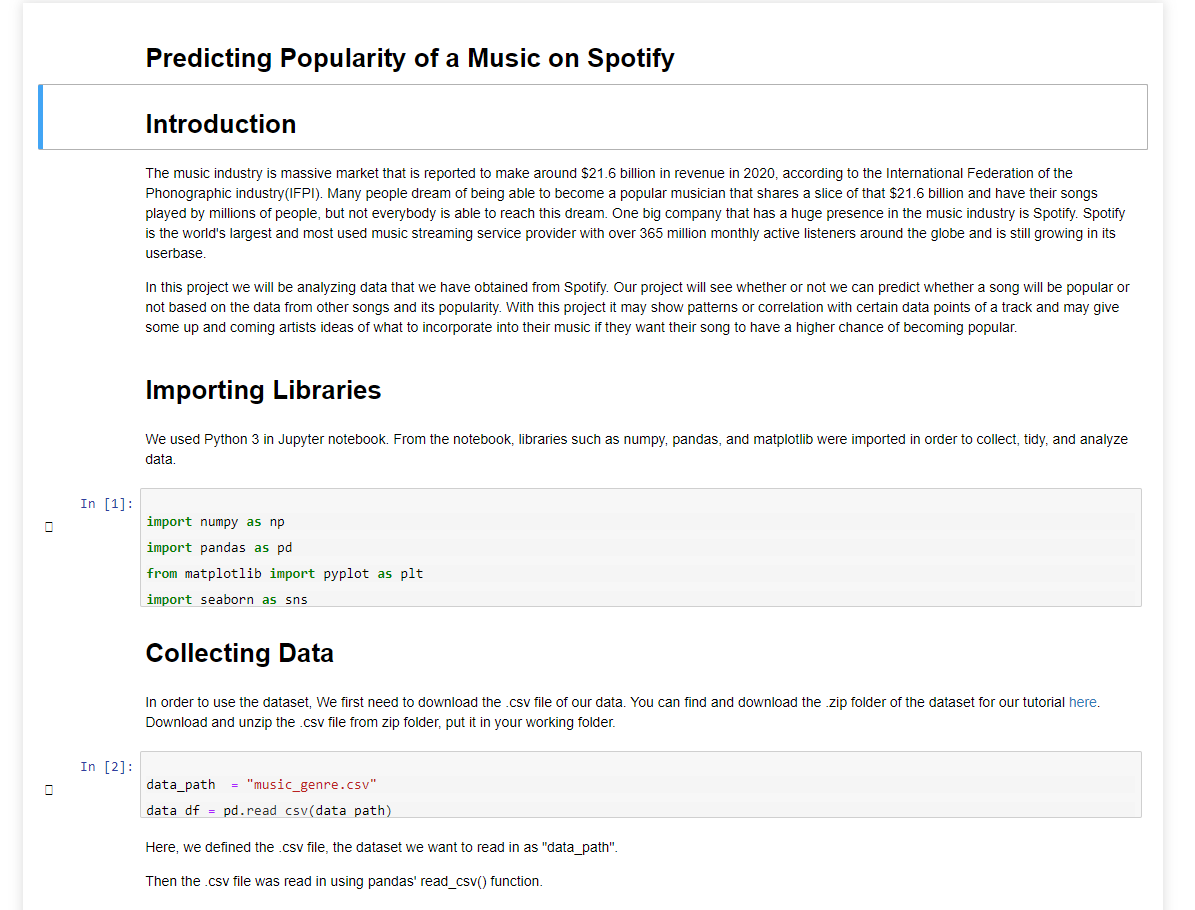 Predicting Popularity of a Music on Spotify
Introduction
The music industry is massive market that is reported to make around $21.6 billion in revenue in 2020, according to the International Federation of the
Phonographic industry(IFPI). Many people dream of being able to become a popular musician that shares a slice of that $21.6 billion and have their songs
played by millions of people, but not everybody is able to reach this dream. One big company that has a huge presence in the music industry is Spotify. Spotify
is the world's largest and most used music streaming service provider with over 365 million monthly active listeners around the globe and is still growing in its
userbase.
In this project we will be analyzing data that we have obtained from Spotify. Our project will see whether or not we can predict whether a song will be popular or
not based on the data from other songs and its popularity. With this project it may show patterns or correlation with certain data points of a track and may give
some up and coming artists ideas of what to incorporate into their music if they want their song to have a higher chance of becoming popular.
Importing Libraries
We used Python 3 in Jupyter notebook. From the notebook, libraries such as numpy, pandas, and matplotlib were imported in order to collect, tidy, and analyze
data.
In [1]:
import numpy as np
import pandas as pd
from matplotlib import pyplot as plt
import seaborn as sns
Collecting Data
In order to use the dataset, We first need to download the .csv file of our data. You can find and download the .zip folder of the dataset for our tutorial here.
Download and unzip the .csv file from zip folder, put it in your working folder.
In [2]:
data_path  = "music_genre.csv"
data_df = pd.read_csv(data_path)
Here, we defined the .csv file, the dataset we want to read in as "data_path".
Then the .csv file was read in using pandas' read_csv() function.